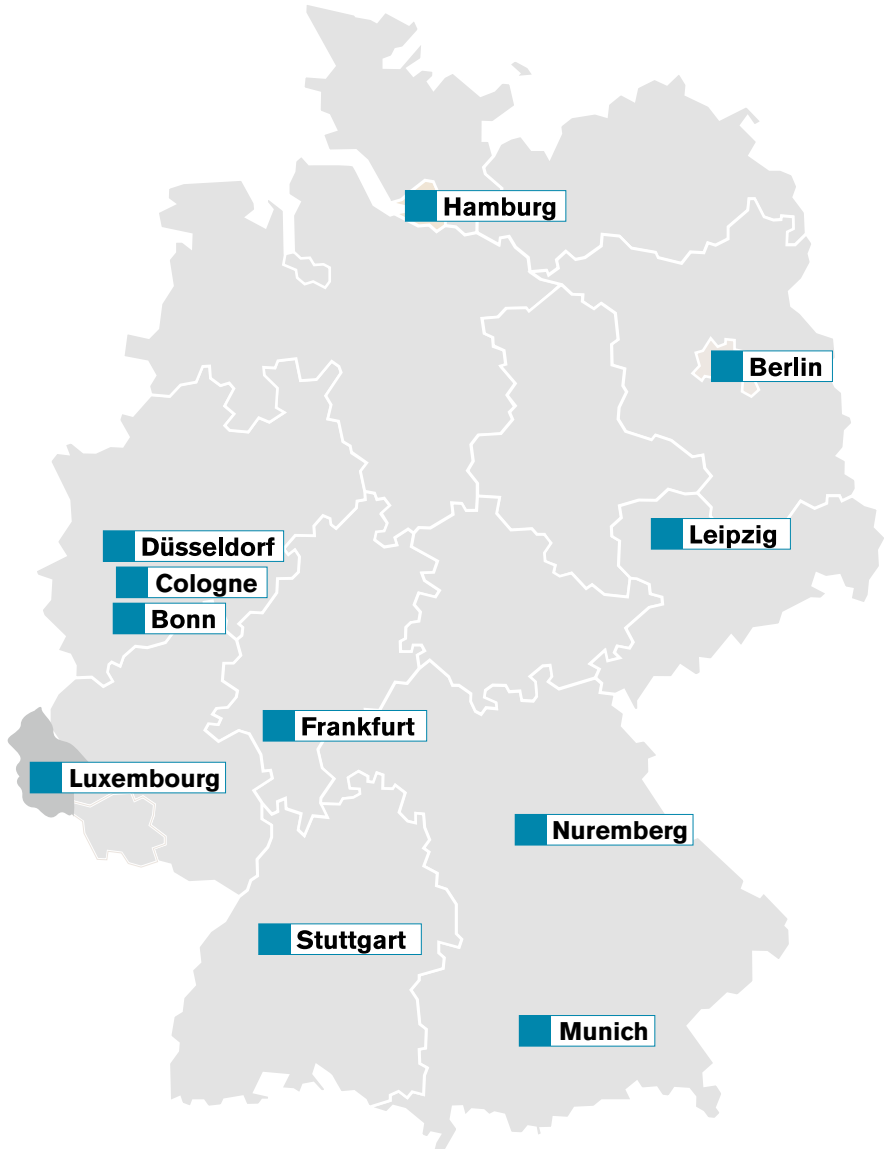 Hamburg
Berlin
Leipzig
Düsseldorf
Cologne
Bonn
Frankfurt
Luxembourg
Nuremberg
Stuttgart
Munich